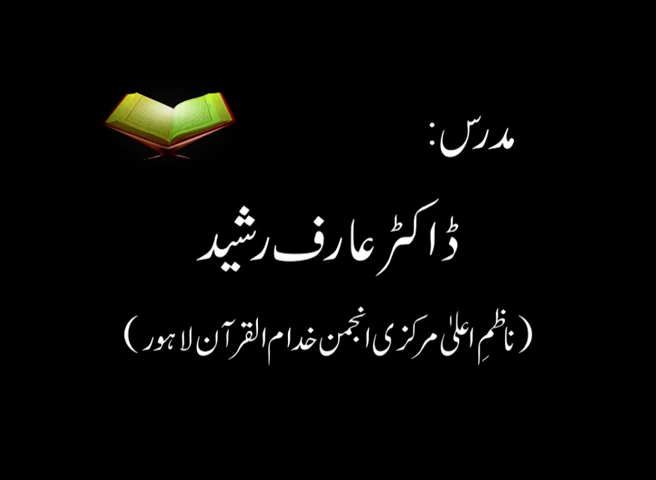 مدرس:
ڈاکٹر عارف رشید
(ناظمِ اعلیٰ مرکزی انجمن خدام القرآن لاہور)